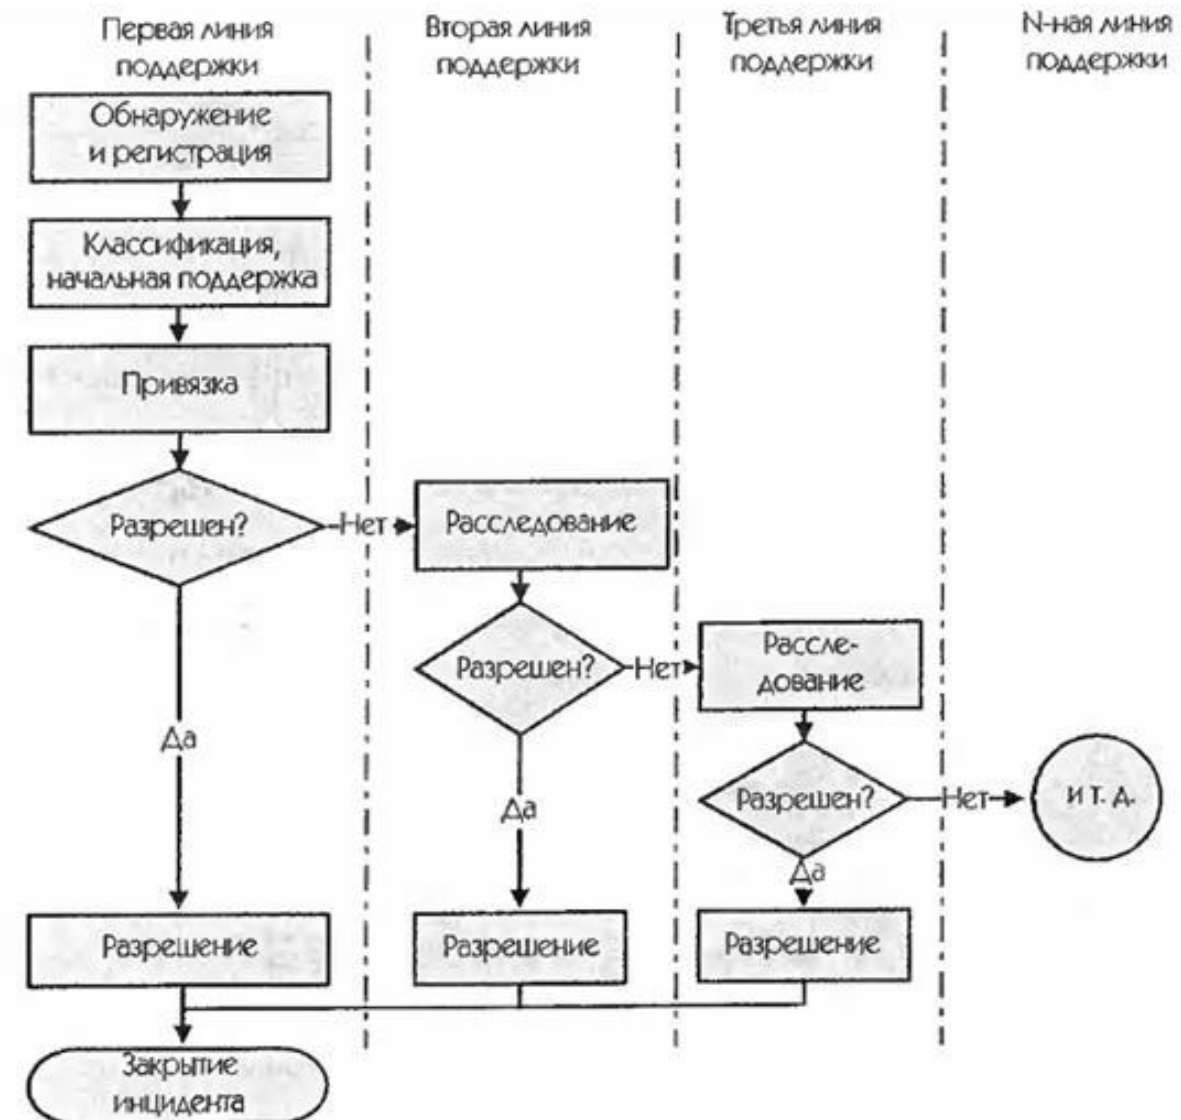 Первая линия
поддержки
Вторая линия
поддержки
Третья линия
поддержки
N-ная линия
поддержки
Обнаружение
и регистрация
Классификация,
начальная поддержка
Привязка
Разрешен?
Нет
Расследование
Разрешен?
Нет
Рассле-
дование
Да
Да
Разрешен?
Нет
и т. д.
Да
Разрешение
Разрешение
Разрешение
Закрытие
инцидента